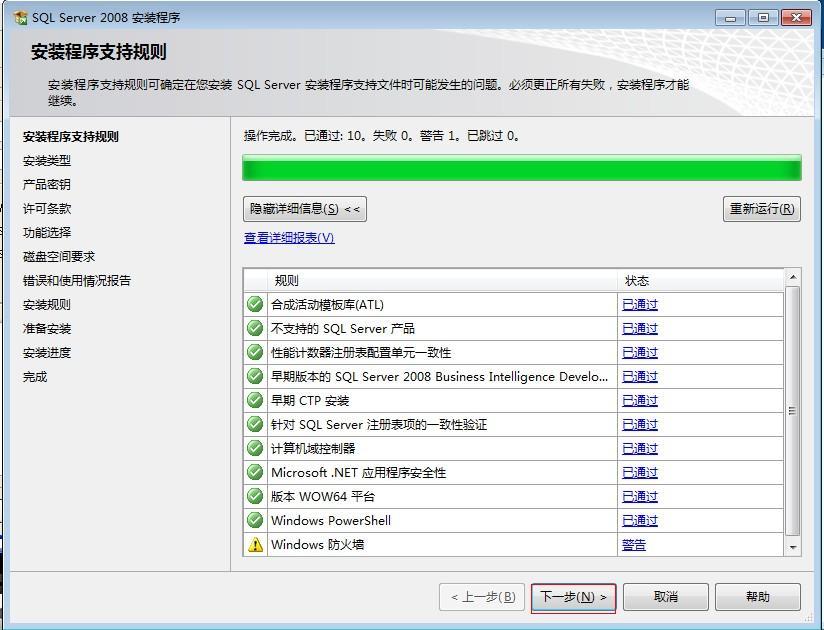 SQL Server 2008 安装程序
安装程序支持规则
安装程序支持规则可确定在您安装 SQL Server 安装程序支持文件时可能发生的问题。必须更正所有失败，安装程序才能
继续。
安装程序支持规则
安装类型
产品密钥
许可条款
功能选择
磁盘空间要求
错误和使用情况报告
安装规则
准备安装
安装进度
完成
操作完成。已通过: 10。失败 0。警告 1。已跳过 0。
隐藏详细信息(S) <<
重新运行(R)
查看详细报表(V)
规则 状态
合成活动模板库(ATL) 已通过
不支持的 SQL Server 产品 已通过
性能计数器注册表配置单元一致性 已通过
早期版本的 SQL Server 2008 Business Intelligence Develo... 已通过
早期 CTP 安装 已通过
针对 SQL Server 注册表项的一致性验证 已通过
计算机域控制器 已通过
Microsoft .NET 应用程序安全性 已通过
版本 WOW64 平台 已通过
Windows PowerShell 已通过
Windows 防火墙 警告
< 上一步(B) 下一步(N) > 取消 帮助